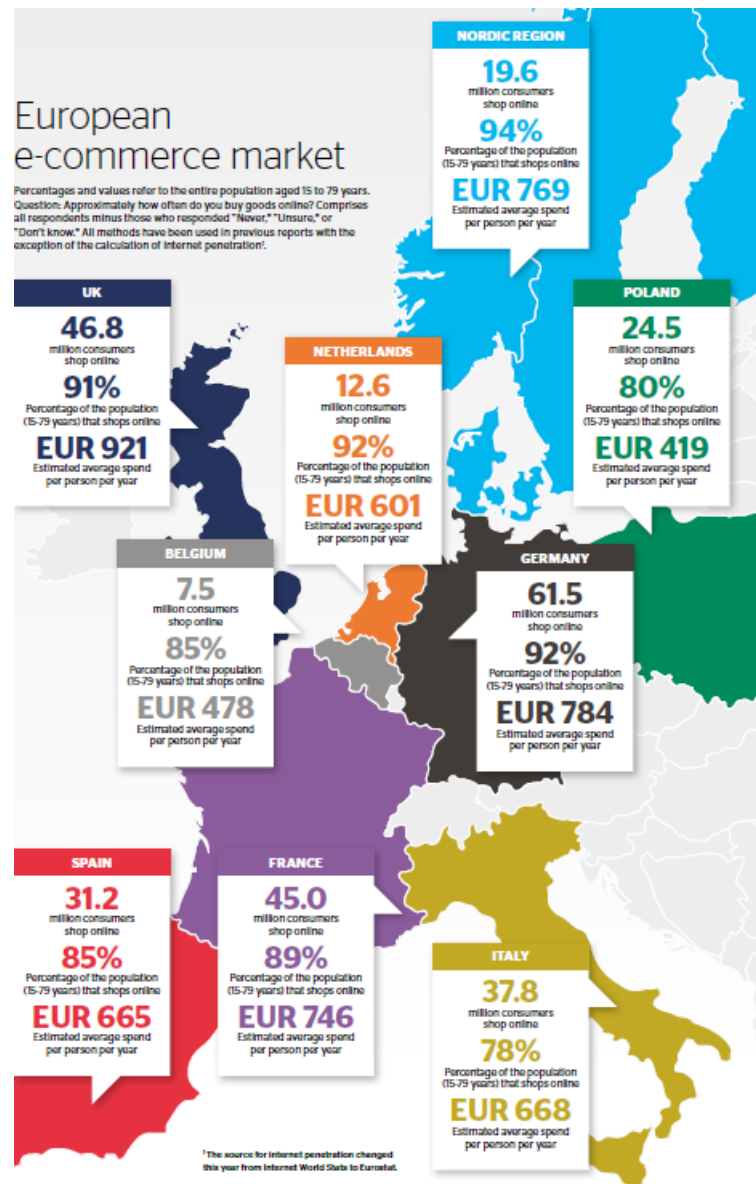 European
e-commerce market
Percentages and values refer to the entire population aged 15 to 79 years.
Question: Approximately how often do you buy goods online? Comprises
all respondents minus those who responded "Never," "Unsure," or
"Don't know." All methods have been used in previous reports with the
exception of the calculation of internet penetration¹.
NORDIC REGION
19.6
million consumers
shop online
94%
Percentage of the population
(15-79 years) that shops online
EUR 769
Estimated average spend
per person per year
UK
46.8
million consumers
shop online
91%
Percentage of the population
(15-79 years) that shops online
EUR 921
Estimated average spend
per person per year
NETHERLANDS
12.6
million consumers
shop online
92%
Percentage of the population
(15-79 years) that shops online
EUR 601
Estimated average spend
per person per year
POLAND
24.5
million consumers
shop online
80%
Percentage of the population
(15-79 years) that shops online
EUR 419
Estimated average spend
per person per year
BELGIUM
7.5
million consumers
shop online
85%
Percentage of the population
(15-79 years) that shops online
EUR 478
Estimated average spend
per person per year
GERMANY
61.5
million consumers
shop online
92%
Percentage of the population
(15-79 years) that shops online
EUR 784
Estimated average spend
per person per year
SPAIN
31.2
million consumers
shop online
85%
Percentage of the population
(15-79 years) that shops online
EUR 665
Estimated average spend
per person per year
FRANCE
45.0
million consumers
shop online
89%
Percentage of the population
(15-79 years) that shops online
EUR 746
Estimated average spend
per person per year
ITALY
37.8
million consumers
shop online
78%
Percentage of the population
(15-79 years) that shops online
EUR 668
Estimated average spend
per person per year
¹ The source for internet penetration changed
this year from Internet World Stats to Eurostat.